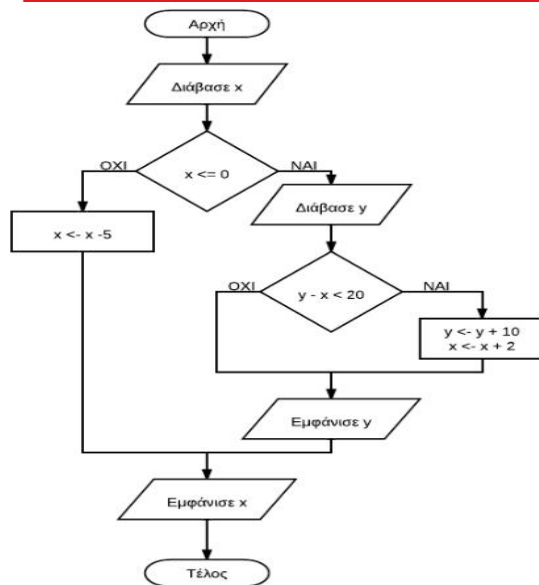 Αρχή
Διάβασε x
x <= 0
ΟΧΙ
ΝΑΙ
x <- x -5
Διάβασε y
y - x < 20
ΟΧΙ
ΝΑΙ
y <- y + 10
x <- x + 2
Εμφάνισε y
Εμφάνισε x
Τέλος